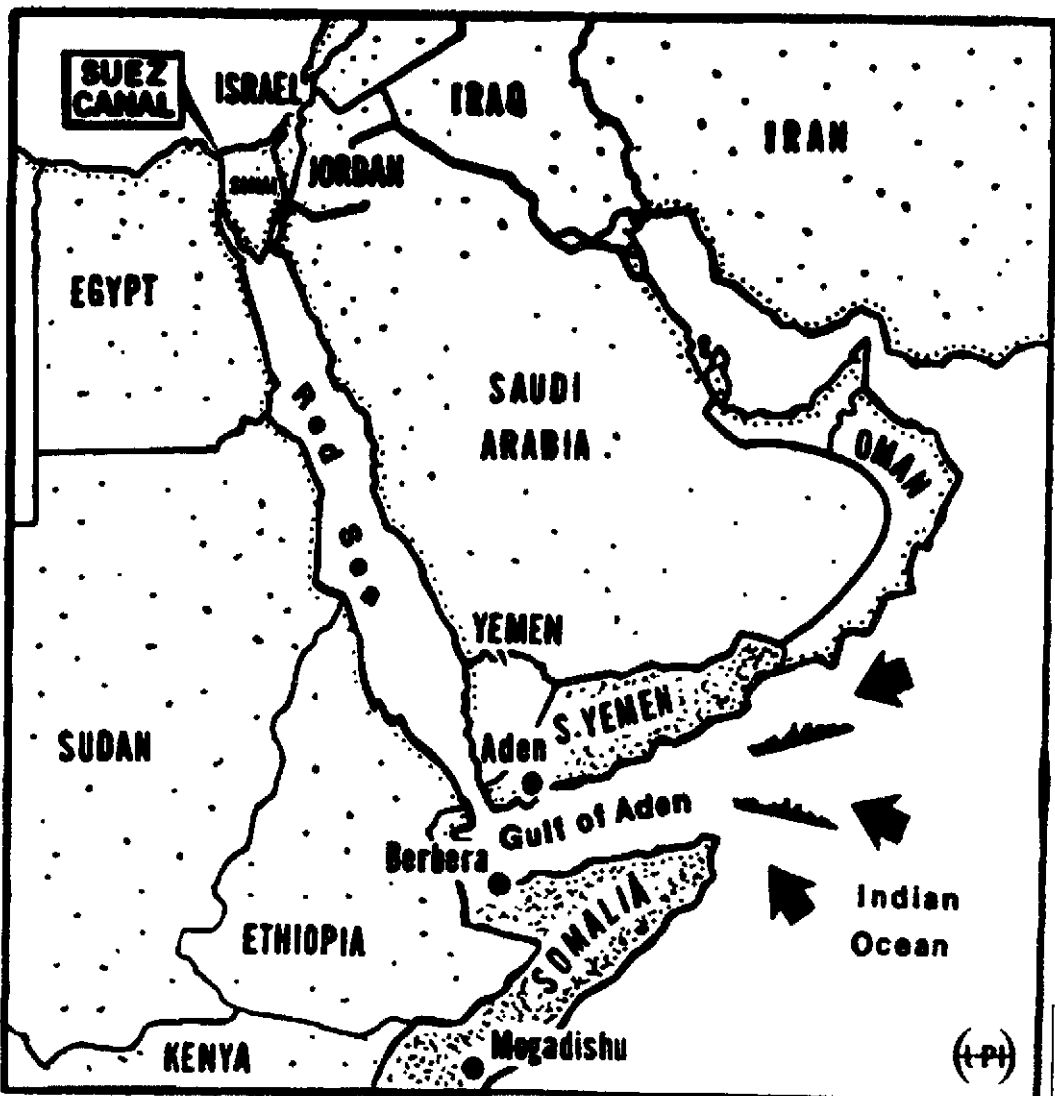 SUEZ
CANAL
ISRAEL
IRAQ
IRAN
SINAI
JORDAN
EGYPT
SAUDI
ARABIA
OMAN
Red Sea
YEMEN
S. YEMEN
SUDAN
Aden
Gulf of Aden
Berbera
SOMALIA
Indian
Ocean
ETHIOPIA
Mogadishu
KENYA